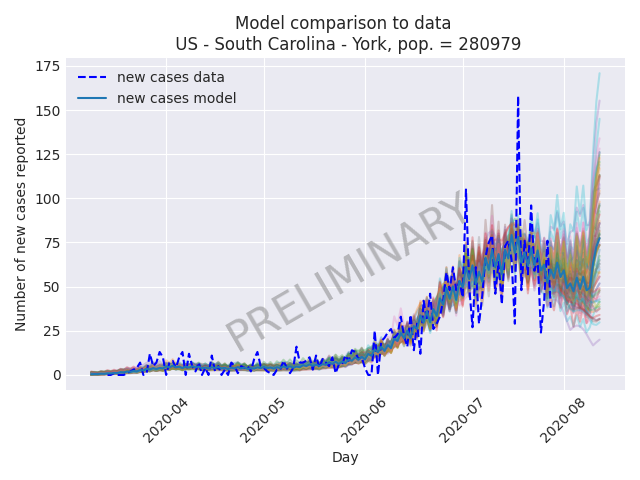 Model comparison to data
US - South Carolina - York, pop. = 280979
new cases data
new cases model
Number of new cases reported
175
150
125
100
75
50
25
0
PRELIMINARY
2020-04
2020-05
2020-06
2020-07
2020-08
Day